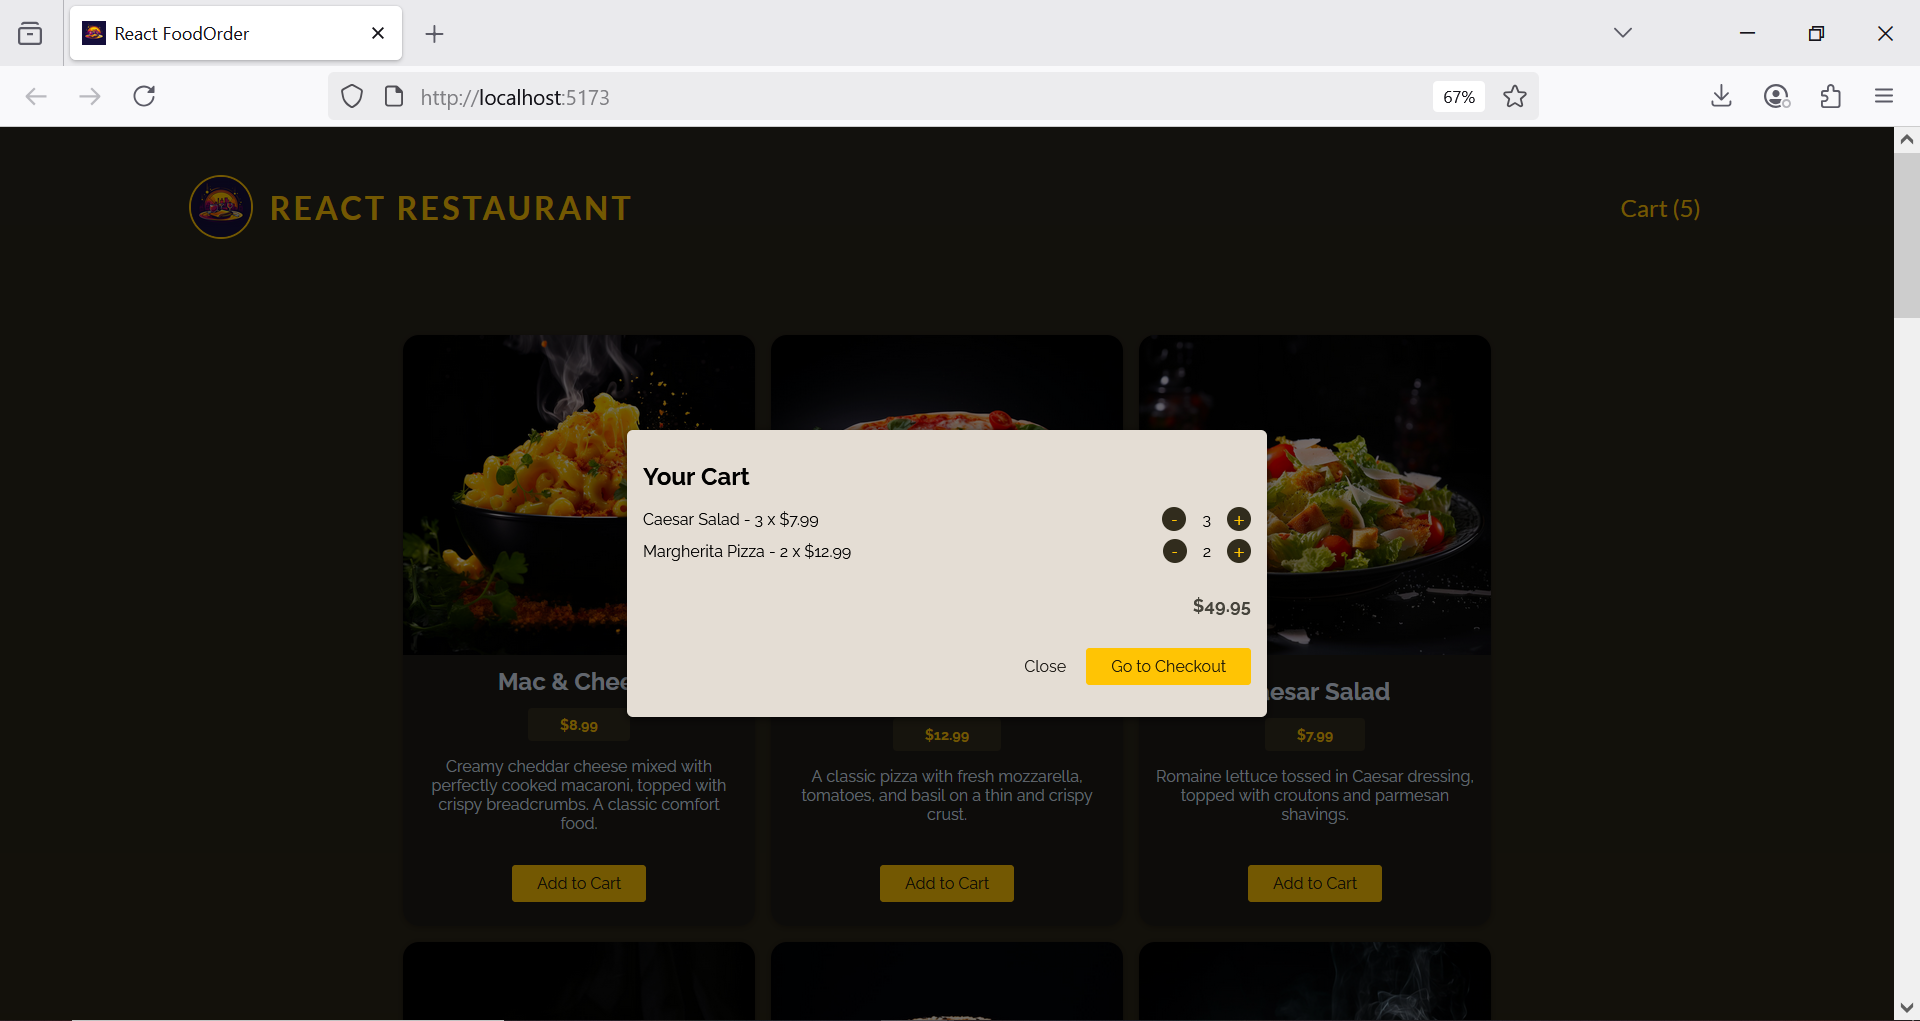 React FoodOrder
http://localhost:5173
67%
REACT RESTAURANT
Cart (5)
Your Cart
Caesar Salad - 3 x $7.99
- 3 +
Margherita Pizza - 2 x $12.99
- 2 +
$49.95
Close
Go to Checkout
Mac & Chee
$8.99
Creamy cheddar cheese mixed with
perfectly cooked macaroni, topped with
crispy breadcrumbs. A classic comfort
food.
Add to Cart
$12.99
A classic pizza with fresh mozzarella,
tomatoes, and basil on a thin and crispy
crust.
Add to Cart
esar Salad
$7.99
Romaine lettuce tossed in Caesar dressing,
topped with croutons and parmesan
shavings.
Add to Cart